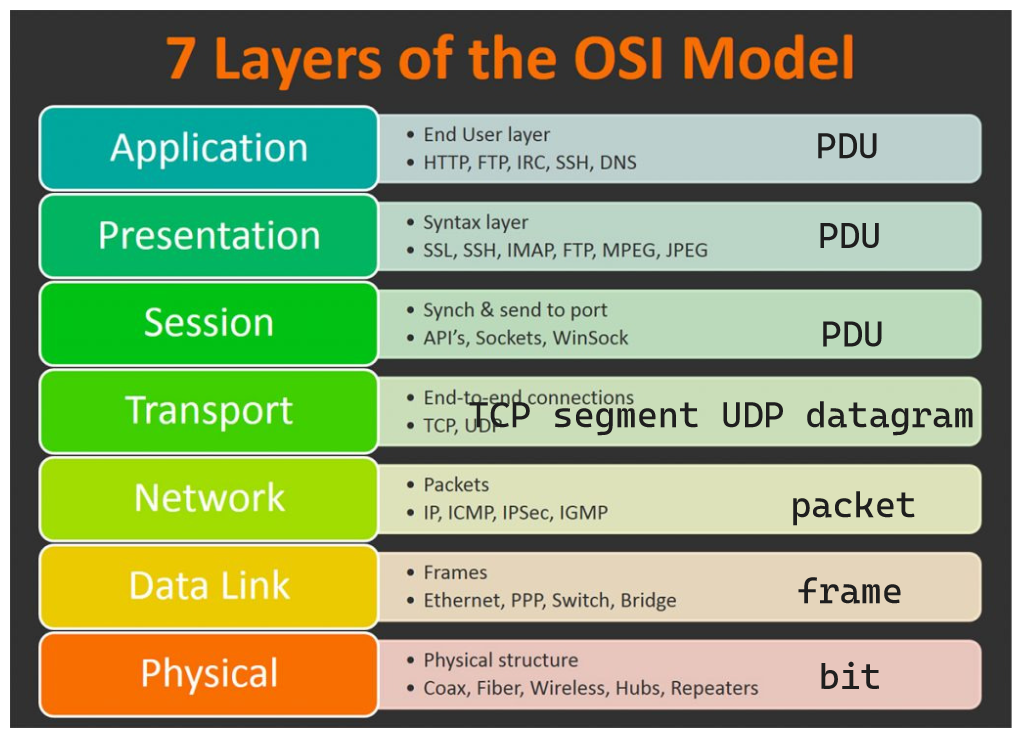 7 Layers of the OSI Model
Application
• End User layer
• HTTP, FTP, IRC, SSH, DNS
PDU
Presentation
• Syntax layer
• SSL, SSH, IMAP, FTP, MPEG, JPEG
PDU
Session
• Synch & send to port
• API's, Sockets, WinSock
PDU
Transport
• End-to-end connections
• TCP, UDP
TCP segment UDP datagram
Network
• Packets
• IP, ICMP, IPSec, IGMP
packet
Data Link
• Frames
• Ethernet, PPP, Switch, Bridge
frame
Physical
• Physical structure
• Coax, Fiber, Wireless, Hubs, Repeaters
bit